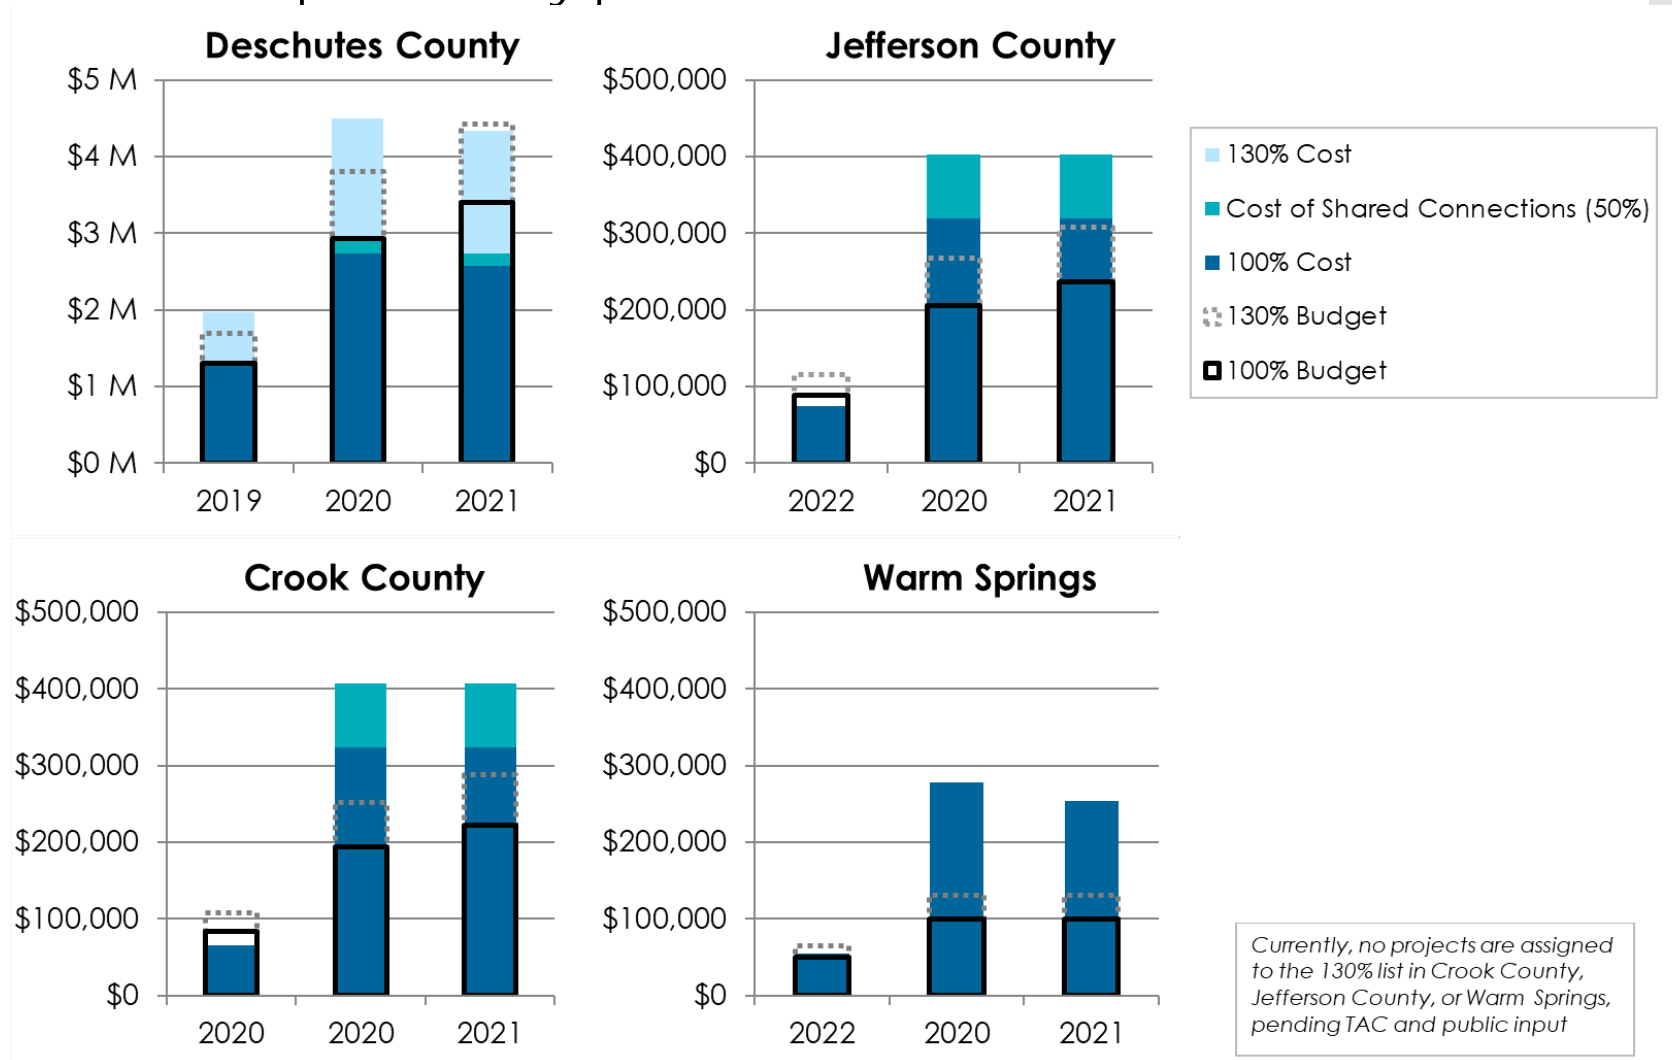 Deschutes County
$5 M
$4 M
$3 M
$2 M
$1 M
$0 M
2019 2020 2021
Jefferson County
$500,000
$400,000
$300,000
$200,000
$100,000
$0
2022 2020 2021
130% Cost
Cost of Shared Connections (50%)
100% Cost
130% Budget
100% Budget
Crook County
$500,000
$400,000
$300,000
$200,000
$100,000
$0
2020 2020 2021
Warm Springs
$500,000
$400,000
$300,000
$200,000
$100,000
$0
2022 2020 2021
Currently, no projects are assigned
to the 130% list in Crook County,
Jefferson County, or Warm Springs,
pending TAC and public input